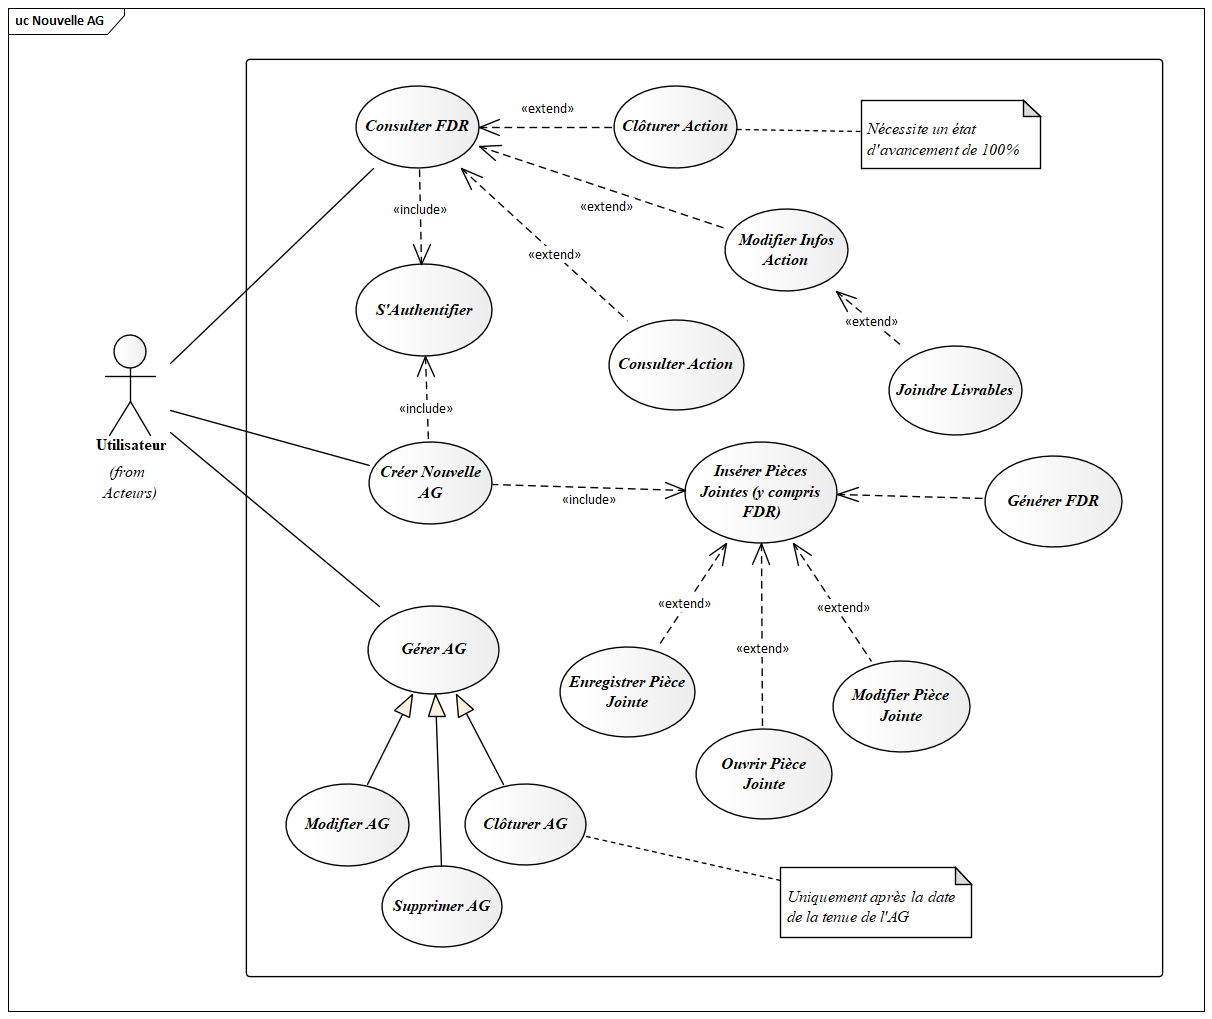 uc Nouvelle AG
Consulter FDR
«extend»
Clôturer Action
Nécessite un état
d'avancement de 100%
«include»
«extend»
«extend»
Modifier Infos
Action
S'Authentifier
«extend»
Consulter Action
Joindre Livrables
Utilisateur
(from
Acteurs)
«include»
Créer Nouvelle
AG
«include»
Insérer Pièces
Jointes (y compris
FDR)
Générer FDR
«extend»
«extend»
«extend»
Gérer AG
Enregistrer Pièce
Jointe
Modifier Pièce
Jointe
Ouvrir Pièce
Jointe
Modifier AG
Clôturer AG
Supprimer AG
Uniquement après la date
de la tenue de l'AG